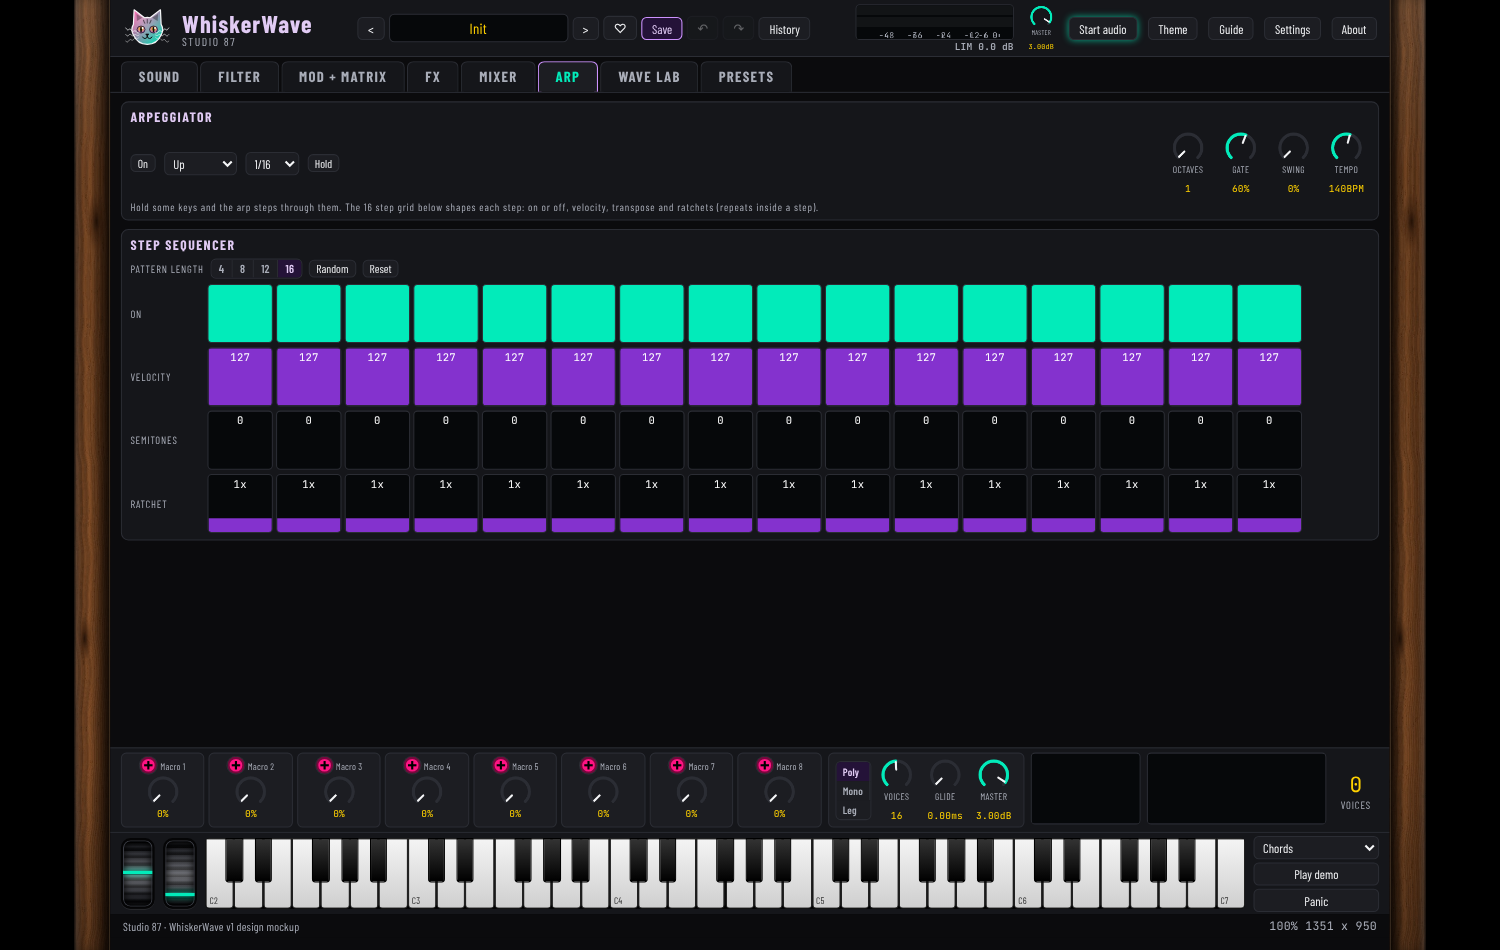 WhiskerWave
STUDIO 87
<
Init
>
Save
History
-48 -36 -24 -12 -6 0
LIM 0.0 dB
MASTER
3.00dB
Start audio
Theme
Guide
Settings
About
SOUND
FILTER
MOD + MATRIX
FX
MIXER
ARP
WAVE LAB
PRESETS
ARPEGGIATOR
On
Up
1/16
Hold
OCTAVES
GATE
SWING
TEMPO
1
60%
0%
140BPM
Hold some keys and the arp steps through them. The 16 step grid below shapes each step: on or off, velocity, transpose and ratchets (repeats inside a step).
STEP SEQUENCER
PATTERN LENGTH
4
8
12
16
Random
Reset
ON
VELOCITY
127 127 127 127 127 127 127 127 127 127 127 127 127 127 127 127
SEMITONES
0 0 0 0 0 0 0 0 0 0 0 0 0 0 0 0
RATCHET
1x 1x 1x 1x 1x 1x 1x 1x 1x 1x 1x 1x 1x 1x 1x 1x
Macro 1
0%
Macro 2
0%
Macro 3
0%
Macro 4
0%
Macro 5
0%
Macro 6
0%
Macro 7
0%
Macro 8
0%
Poly
Mono
Leg
VOICES
16
GLIDE
0.00ms
MASTER
3.00dB
0
VOICES
C2
C3
C4
C5
C6
C7
Chords
Play demo
Panic
Studio 87 · WhiskerWave v1 design mockup
100% 1351 x 950